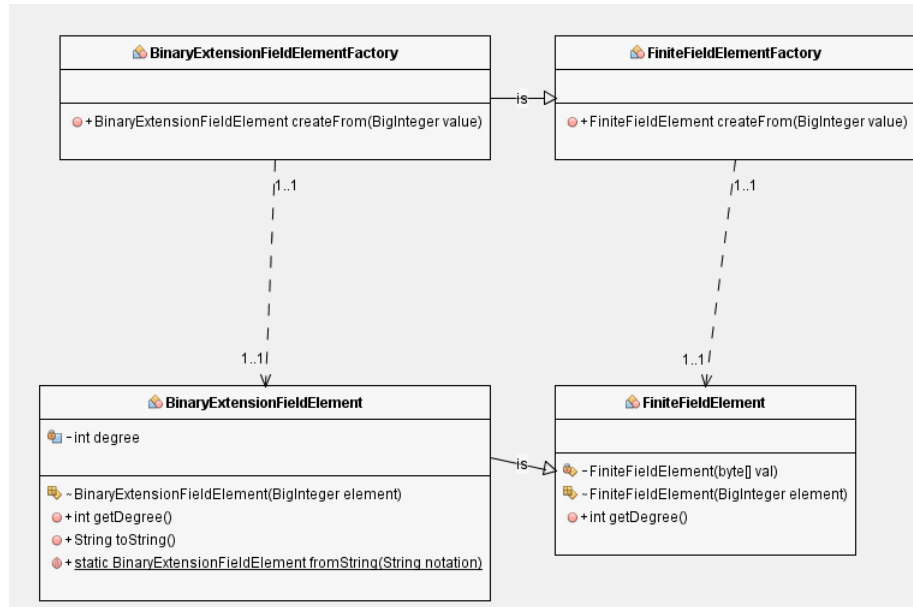 BinaryExtensionFieldElementFactory
+BinaryExtensionFieldElement createFrom(BigInteger value)
is
FiniteFieldElementFactory
+FiniteFieldElement createFrom(BigInteger value)
1..1
1..1
1..1
1..1
BinaryExtensionFieldElement
-int degree
~BinaryExtensionFieldElement(BigInteger element)
+int getDegree()
+String toString()
+static BinaryExtensionFieldElement fromString(String notation)
is
FiniteFieldElement
-FiniteFieldElement(byte[] val)
~FiniteFieldElement(BigInteger element)
+int getDegree()